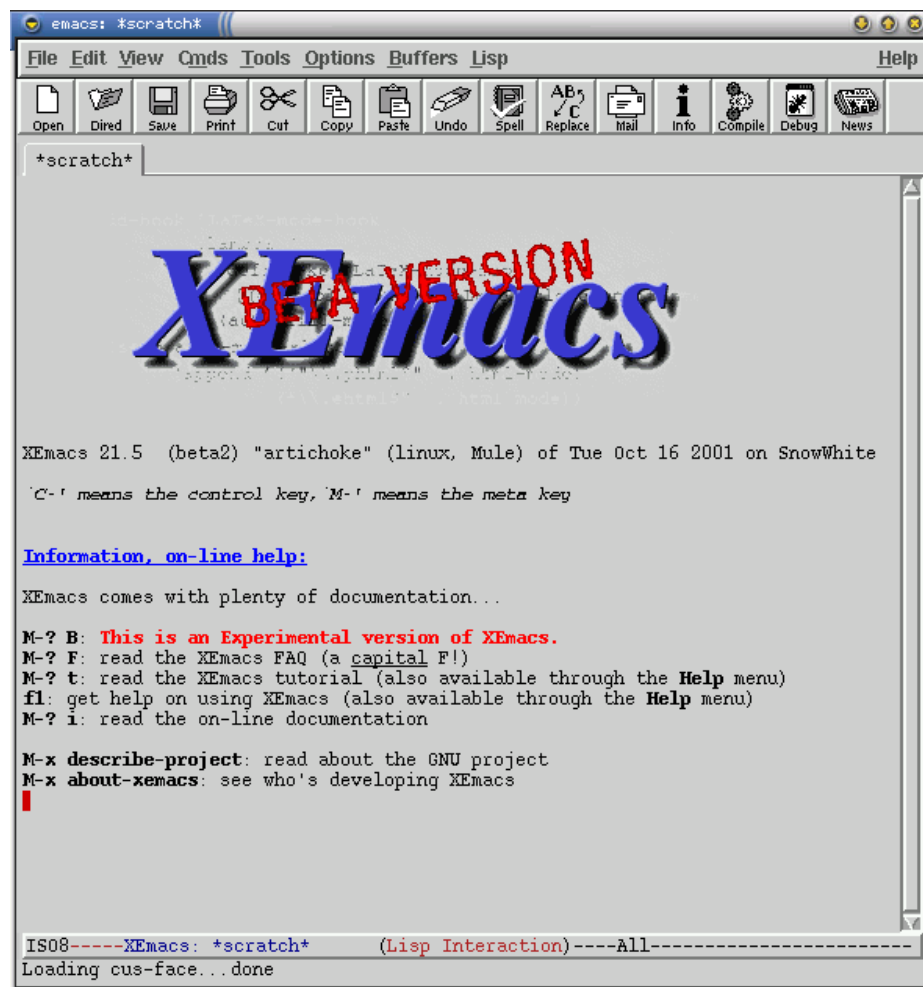 emacs: *scratch*
File Edit View Cmds Tools Options Buffers Lisp Help
Open Dired Save Print Cut Copy Paste Undo Spell Replace Mail Info Compile Debug News
*scratch*
XEmacs
BETA VERSION
XEmacs 21.5  (beta2) "artichoke" (linux, Mule) of Tue Oct 16 2001 on SnowWhite
`C-' means the control key,`M-' means the meta key
Information, on-line help:
XEmacs comes with plenty of documentation...
M-? B: This is an Experimental version of XEmacs.
M-? F: read the XEmacs FAQ (a capital F!)
M-? t: read the XEmacs tutorial (also available through the Help menu)
f1: get help on using XEmacs (also available through the Help menu)
M-? i: read the on-line documentation
M-x describe-project: read about the GNU project
M-x about-xemacs: see who's developing XEmacs
ISO8-----XEmacs: *scratch*      (Lisp Interaction)----All------------------------
Loading cus-face...done